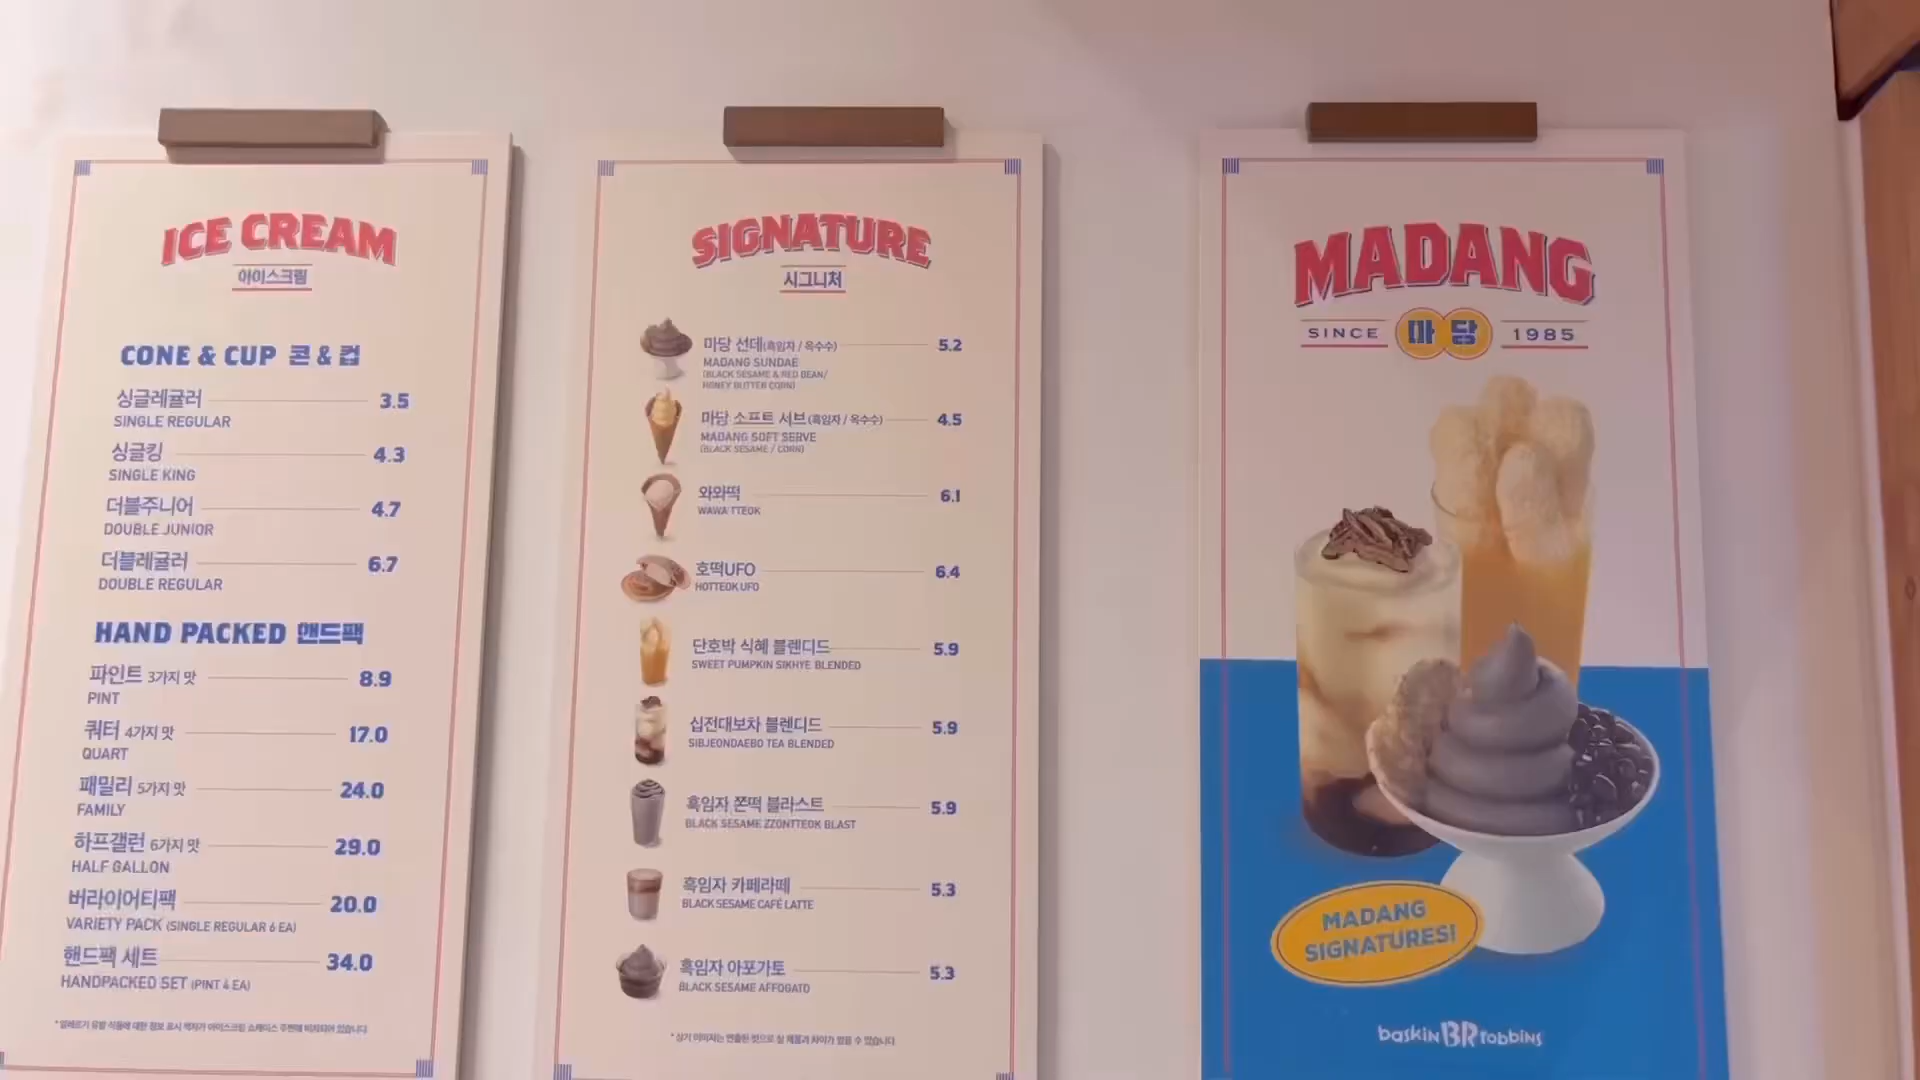 ICE CREAM
아이스크림
CONE & CUP 콘 & 컵
싱글레귤러 3.5
SINGLE REGULAR
싱글킹 4.3
SINGLE KING
더블주니어 4.7
DOUBLE JUNIOR
더블레귤러 6.7
DOUBLE REGULAR
HAND PACKED 핸드팩
파인트 3가지 맛 8.9
PINT
쿼터 4가지 맛 17.0
QUART
패밀리 5가지 맛 24.0
FAMILY
하프갤런 6가지 맛 29.0
HALF GALLON
버라이어티팩 20.0
VARIETY PACK (SINGLE REGULAR 6 EA)
핸드팩 세트 34.0
HANDPACKED SET (PINT 4 EA)
SIGNATURE
시그니처
마당 선데(흑임자 / 옥수수) 5.2
MADANG SUNDAE
(BLACK SESAME & RED BEAN/
HONEY BUTTER CORN)
마당 소프트 서브(흑임자 / 옥수수) 4.5
MADANG SOFT SERVE
(BLACK SESAME / CORN)
와와떡 6.1
WAWA TTEOK
호떡UFO 6.4
HOTTEOK UFO
단호박 식혜 블렌디드 5.9
SWEET PUMPKIN SIKHYE BLENDED
십전대보차 블렌디드 5.9
SIBJEONDAEBO TEA BLENDED
흑임자 쫀떡 블라스트 5.9
BLACK SESAME ZZONTTEOK BLAST
흑임자 카페라떼 5.3
BLACK SESAME CAFÉ LATTE
흑임자 아포가토 5.3
BLACK SESAME AFFOGATO
MADANG
SINCE 마당 1985
MADANG
SIGNATURES!
baskin BR robbins